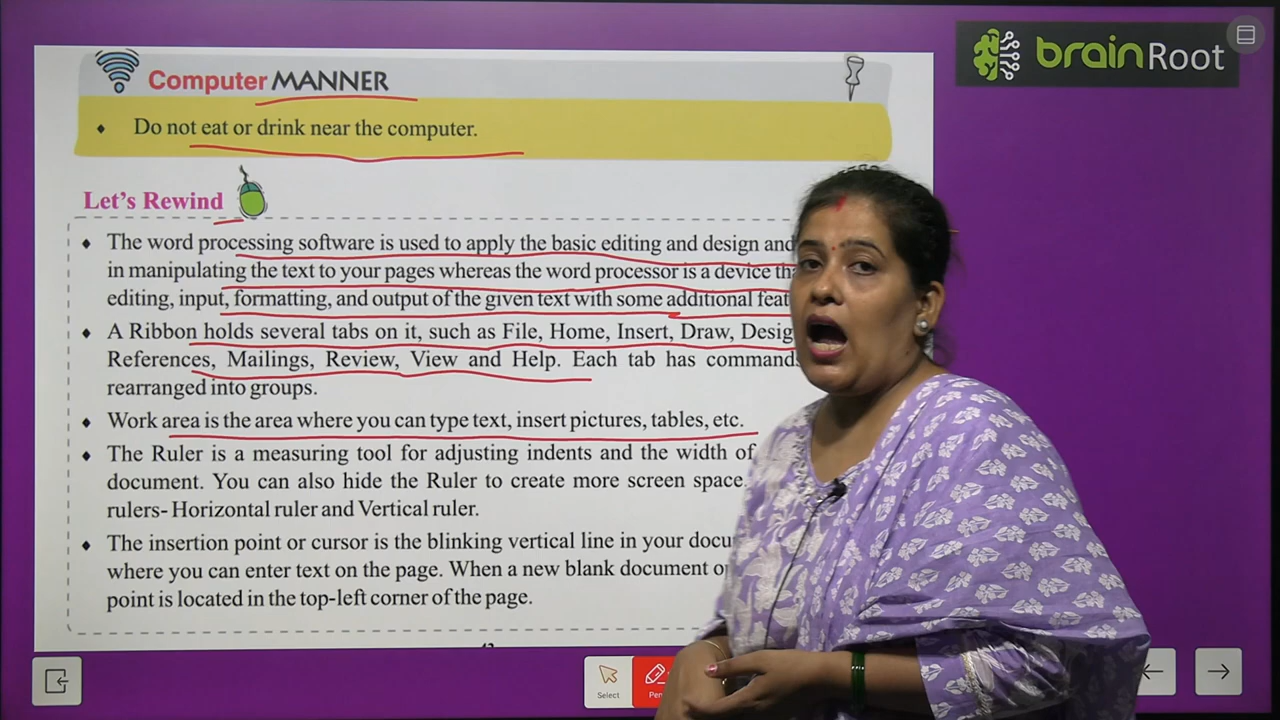 brainRoot
Computer MANNER
Do not eat or drink near the computer.
Let's Rewind
The word processing software is used to apply the basic editing and design and
in manipulating the text to your pages whereas the word processor is a device
editing, input, formatting, and output of the given text with some additional
A Ribbon holds several tabs on it, such as File, Home, Insert, Draw,
References, Mailings, Review, View and Help. Each tab has
rearranged into groups.
Work area is the area where you can type text, insert pictures, tables, etc.
The Ruler is a measuring tool for adjusting indents and the width of
document. You can also hide the Ruler to create more screen space.
rulers- Horizontal ruler and Vertical ruler.
The insertion point or cursor is the blinking vertical line in your
where you can enter text on the page. When a new blank document
point is located in the top-left corner of the page.
Select